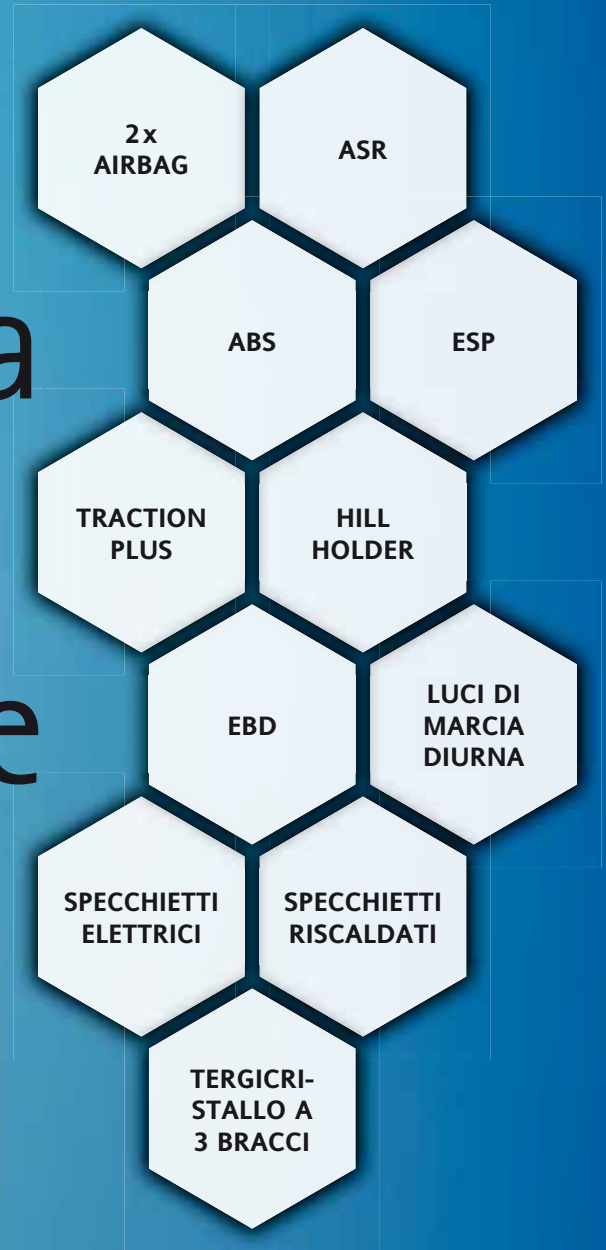 2x
AIRBAG
ASR
a
ABS
ESP
TRACTION
PLUS
HILL
HOLDER
e
EBD
LUCI DI
MARCIA
DIURNA
SPECCHIETTI
ELETTRICI
SPECCHIETTI
RISCALDATI
TERGICRI-
STALLO A
3 BRACCI